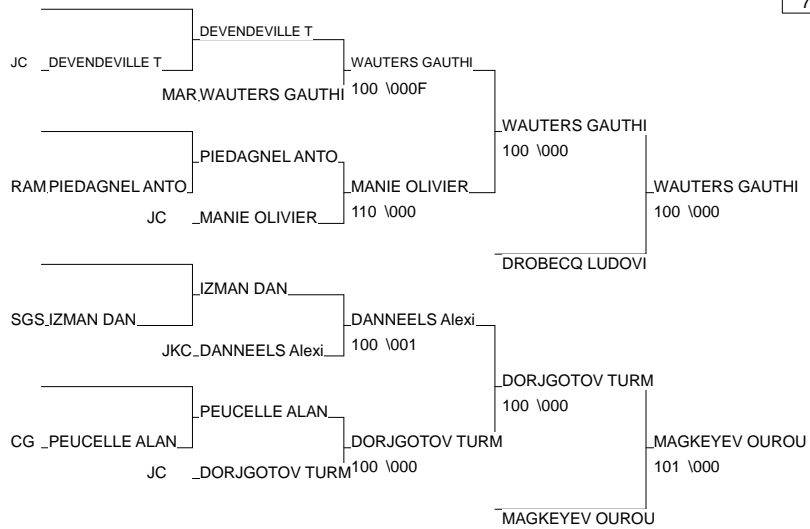 7
DEVENDEVILLE T
JC DEVENDEVILLE T
WAUTERS GAUTHI
MAR WAUTERS GAUTHI 100 \000F
WAUTERS GAUTHI
100 \000
PIEDAGNEL ANTO
RAM PIEDAGNEL ANTO
MANIE OLIVIER
WAUTERS GAUTHI
JC MANIE OLIVIER
110 \000
100 \000
DROBECQ LUDOVI
IZMAN DAN
SGS IZMAN DAN
DANNEELS Alexi
JKC DANNEELS Alexi
100 \001
DORJGOTOV TURM
100 \000
PEUCELLE ALAN
CG PEUCELLE ALAN
DORJGOTOV TURM
MAGKEYEV OUROU
JC DORJGOTOV TURM
100 \000
101 \000
MAGKEYEV OUROU